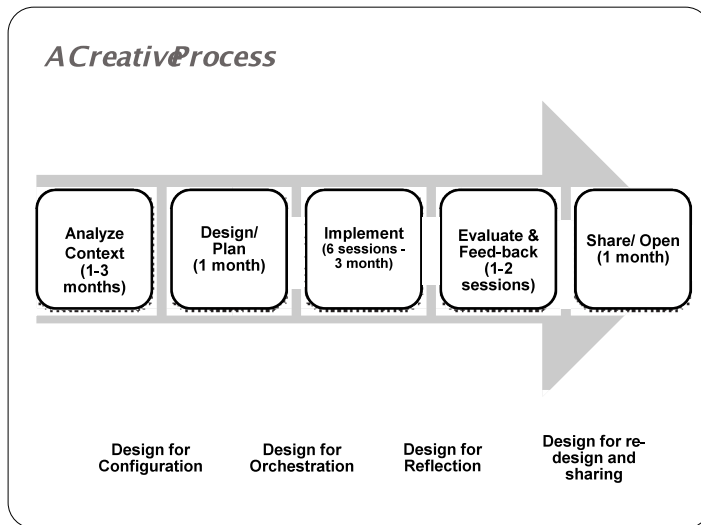 A Creative Process
Analyze
Context
(1-3
months)
Design/
Plan
(1 month)
Implement
(6 sessions -
3 month)
Evaluate &
Feed-back
(1-2
sessions)
Share/ Open
(1 month)
Design for
Configuration
Design for
Orchestration
Design for
Reflection
Design for re-
design and
sharing